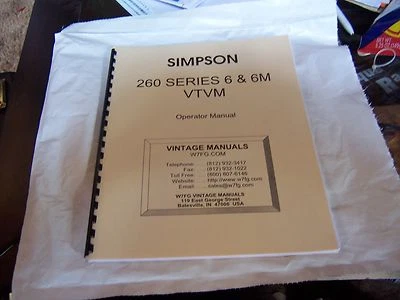 SIMPSON
260 SERIES 6 & 6M
VTVM
Operator Manual
VINTAGE MANUALS
W7FG.COM
Telephone: ...... (812) 932-3417
Fax ...... (812) 932-1022
Toll Free: ...... (800) 807-6146
Website: ...... http://www.w7fg.com
Email: ...... sales@w7fg.com
W7FG VINTAGE MANUALS
119 East George Street
Batesville, IN 47006 USA
NET WT